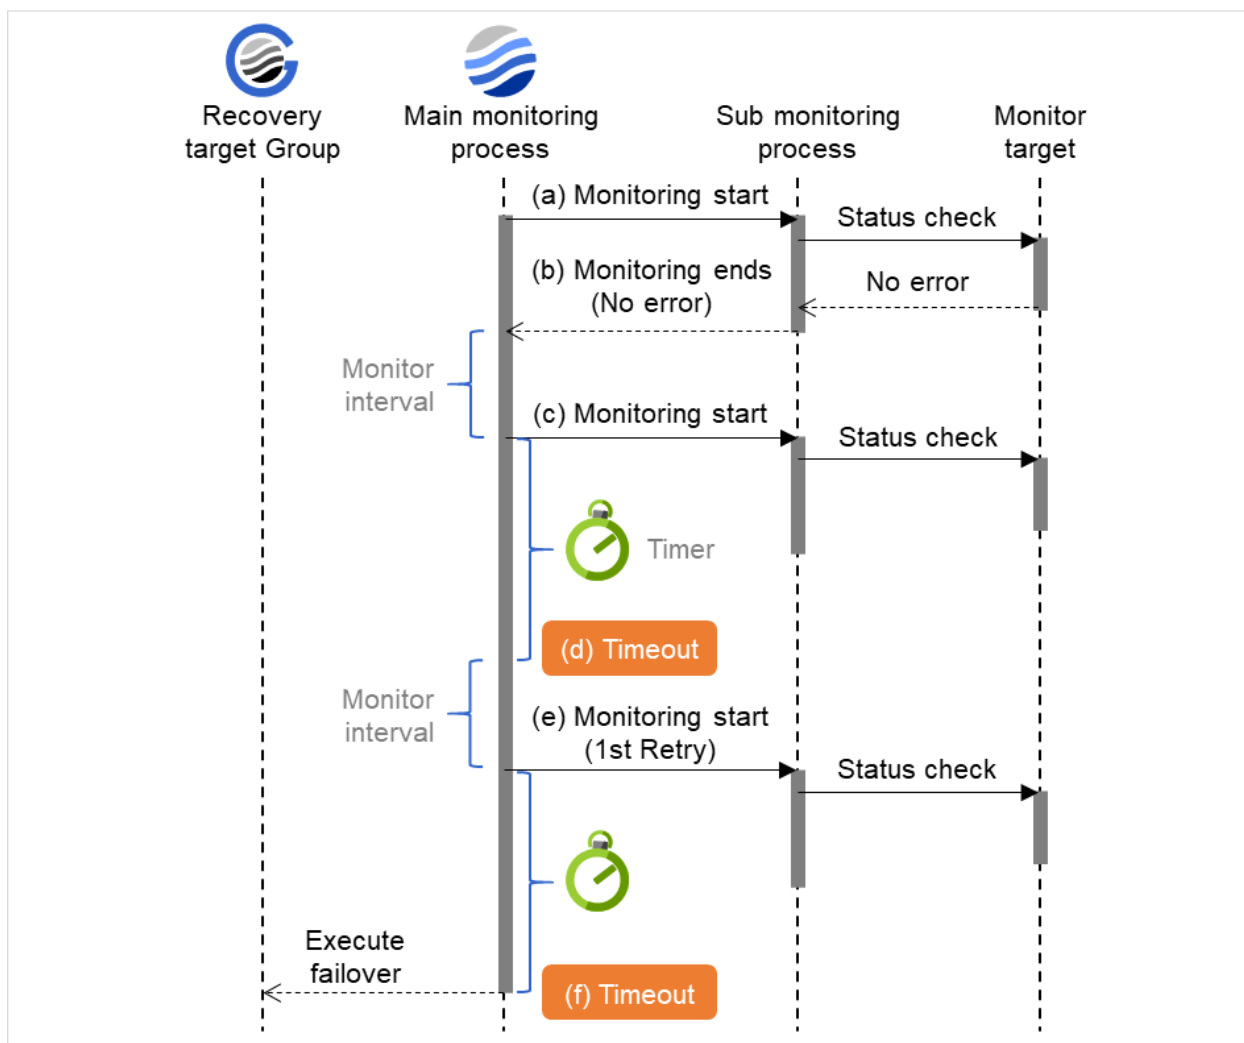 Recovery
target Group
Main monitoring
process
Sub monitoring
process
Monitor
target
(a) Monitoring start
Status check
(b) Monitoring ends
(No error)
No error
Monitor
interval
(c) Monitoring start
Status check
Timer
(d) Timeout
Monitor
interval
(e) Monitoring start
(1st Retry)
Status check
Execute
failover
(f) Timeout